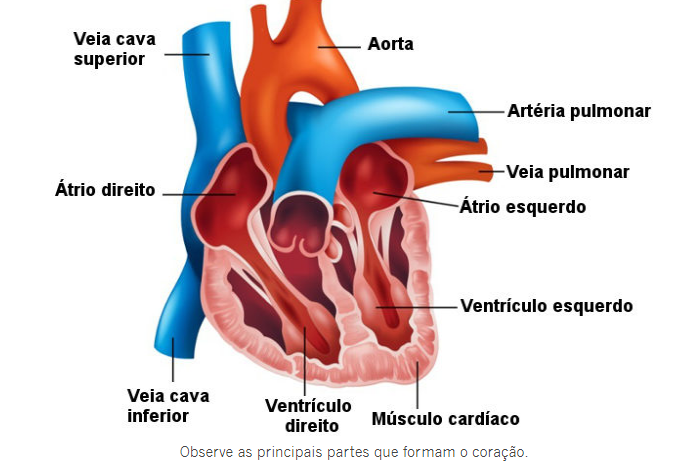 Veia cava
superior
Aorta
Artéria pulmonar
Veia pulmonar
Átrio direito
Átrio esquerdo
Ventrículo esquerdo
Veia cava
inferior
Ventrículo
direito
Músculo cardíaco
Observe as principais partes que formam o coração.